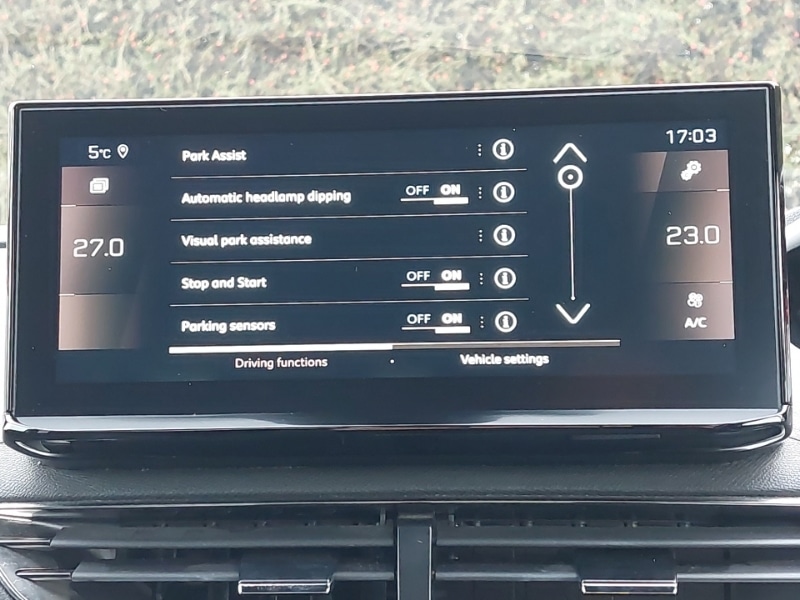 5°C 17:03
Park Assist
Automatic headlamp dipping OFF ON
27.0 Visual park assistance 23.0
Stop and Start OFF ON
Parking sensors OFF ON A/C
Driving functions Vehicle settings